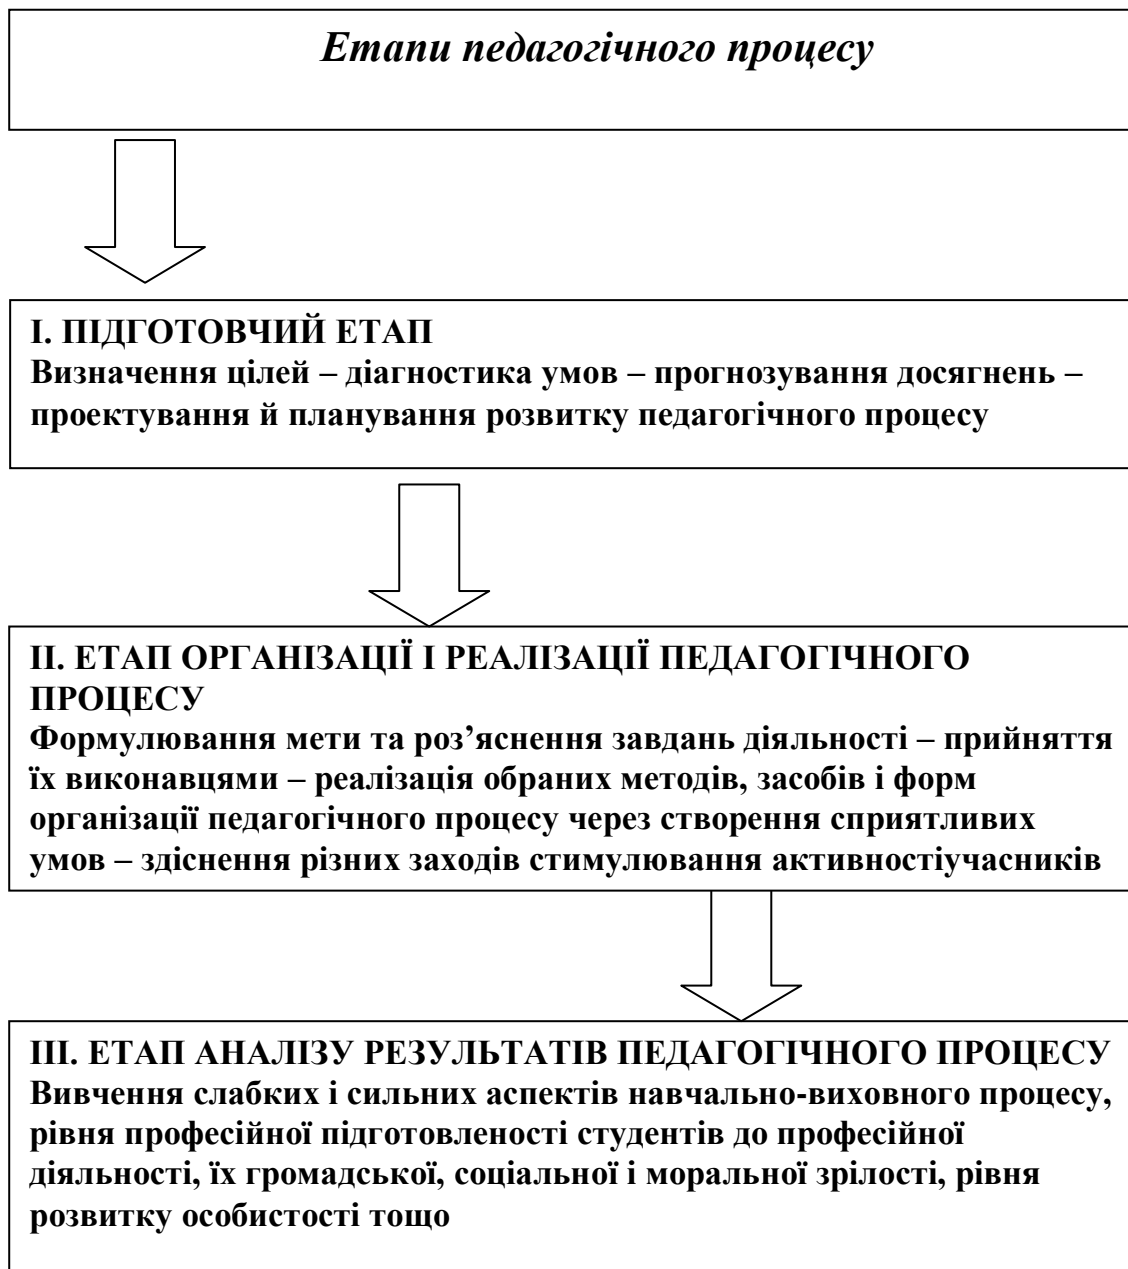 Етапи педагогічного процесу
І. ПІДГОТОВЧИЙ ЕТАП
Визначення цілей – діагностика умов – прогнозування досягнень –
проектування й планування розвитку педагогічного процесу
ІІ. ЕТАП ОРГАНІЗАЦІЇ І РЕАЛІЗАЦІЇ ПЕДАГОГІЧНОГО
ПРОЦЕСУ
Формулювання мети та роз’яснення завдань діяльності – прийняття
їх виконавцями – реалізація обраних методів, засобів і форм
організації педагогічного процесу через створення сприятливих
умов – здіснення різних заходів стимулювання активностіучасників
ІІІ. ЕТАП АНАЛІЗУ РЕЗУЛЬТАТІВ ПЕДАГОГІЧНОГО ПРОЦЕСУ
Вивчення слабких і сильних аспектів навчально-виховного процесу,
рівня професійної підготовленості студентів до професійної
діяльності, їх громадської, соціальної і моральної зрілості, рівня
розвитку особистості тощо